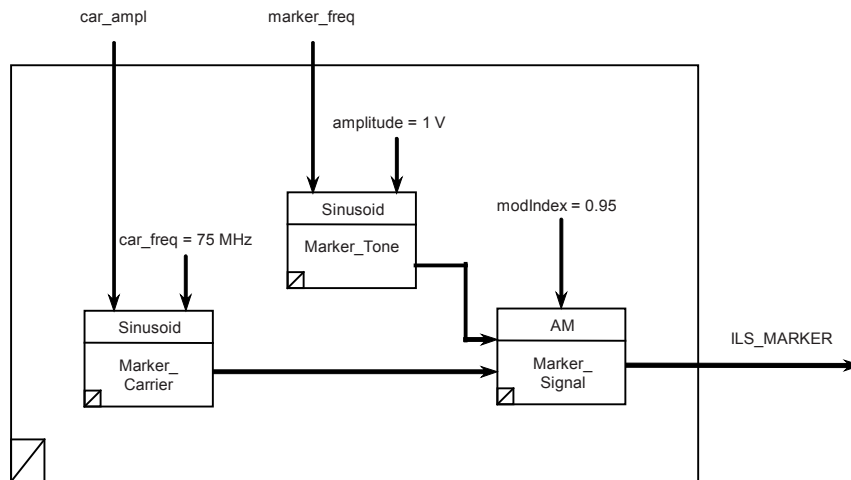 car_ampl
marker_freq
amplitude = 1 V
Sinusoid
modIndex = 0.95
car_freq = 75 MHz
Marker_Tone
Sinusoid
AM
ILS_MARKER
Marker_
Carrier
Marker_
Signal